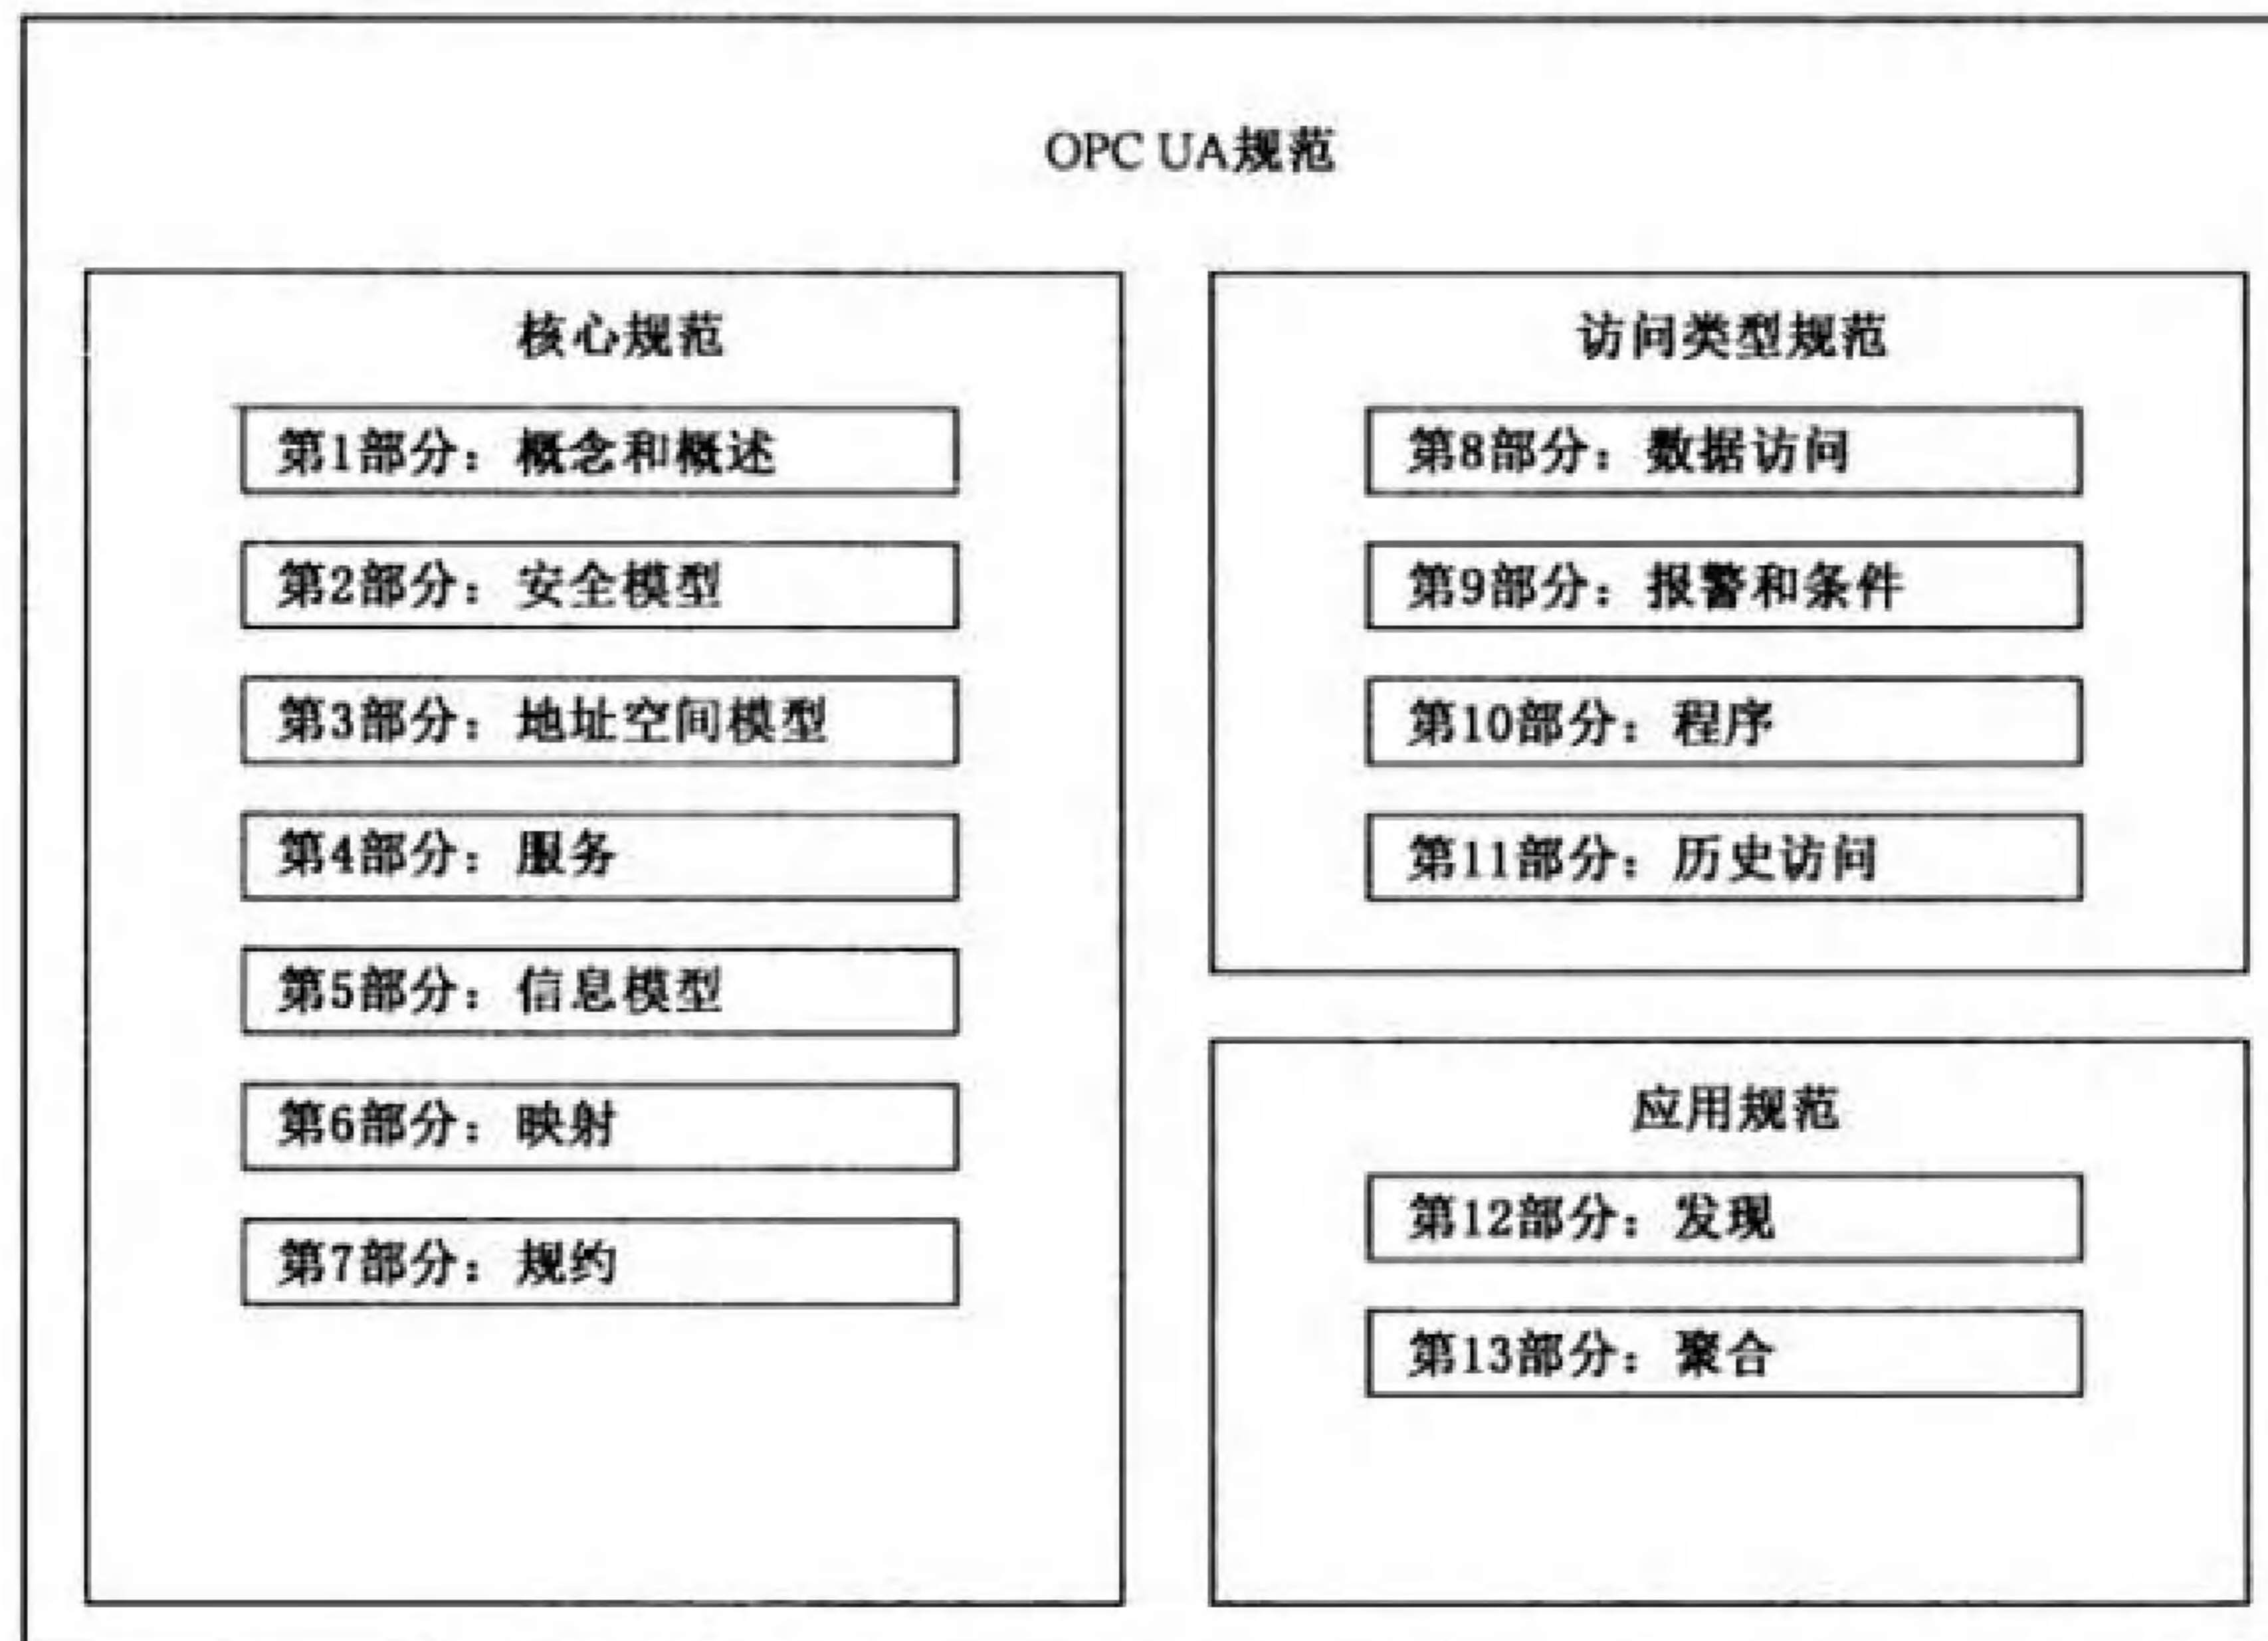 OPC UA规范
核心规范
第1部分：概念和概述
第2部分：安全模型
第3部分：地址空间模型
第4部分：服务
第5部分：信息模型
第6部分：映射
第7部分：规约
访问类型规范
第8部分：数据访问
第9部分：报警和条件
第10部分：程序
第11部分：历史访问
应用规范
第12部分：发现
第13部分：聚合